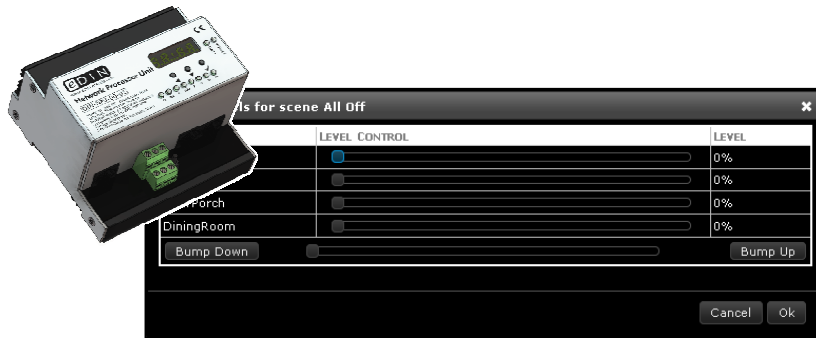 eDIN
Network Processor Unit
ls for scene All Off
LEVEL CONTROL
LEVEL
0%
0%
Porch
0%
DiningRoom
0%
Bump Down
Bump Up
Cancel
Ok